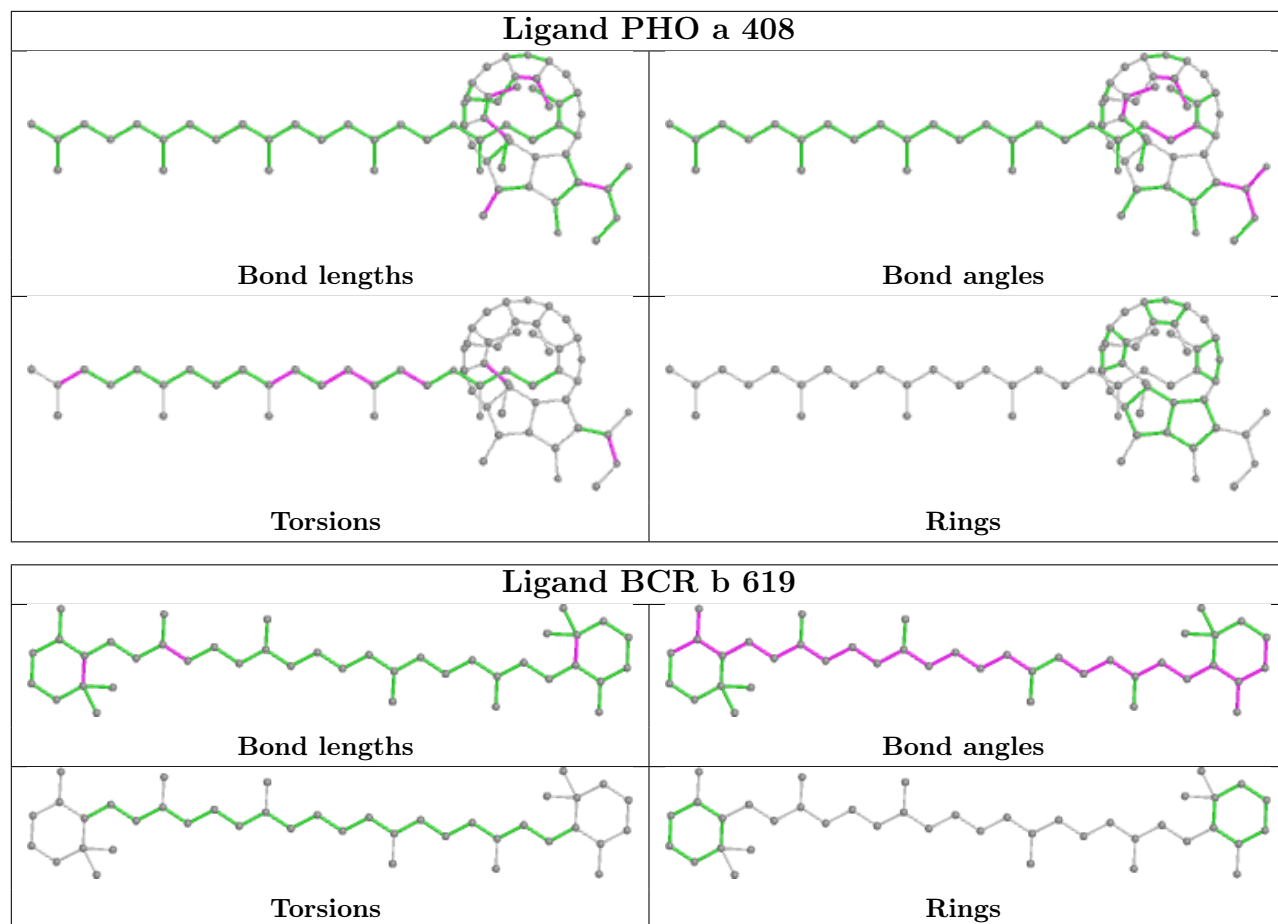 Ligand PHO a 408
Bond lengths
Bond angles
Torsions
Rings
Ligand BCR b 619
Bond lengths
Bond angles
Torsions
Rings